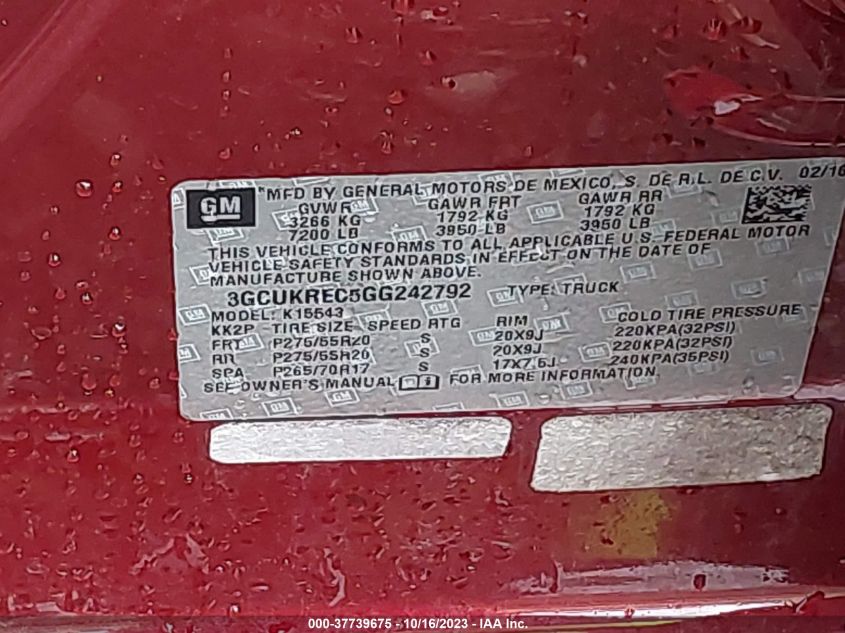 GM "MFD BY GENERAL MOTORS DE MEXICO, S. DE R.L. DE C.V. 02/16
GVWR GAWR FRT GAWR RR
3266 KG 1792 KG 1792 KG
7200 LB 3950 LB 3950 LB
THIS VEHICLE CONFORMS TO ALL APPLICABLE U.S. FEDERAL MOTOR
VEHICLE SAFETY STANDARDS IN EFFECT ON THE DATE OF
MANUFACTURE SHOWN ABOVE.
3GCUKREC5GG242792 TYPE: TRUCK
MODEL: K15543
KK2P TIRE SIZE SPEED RTG RIM COLD TIRE PRESSURE
FRT P275/55R20 S 20X9J 220KPA(32PSI)
RR P275/55R20 S 20X9J 220KPA(32PSI)
SPA P265/70R17 S 17X7.5J 240KPA(35PSI)
SEE OWNER'S MANUAL FOR MORE INFORMATION.
000-37739675 - 10/16/2023 - IAA Inc.